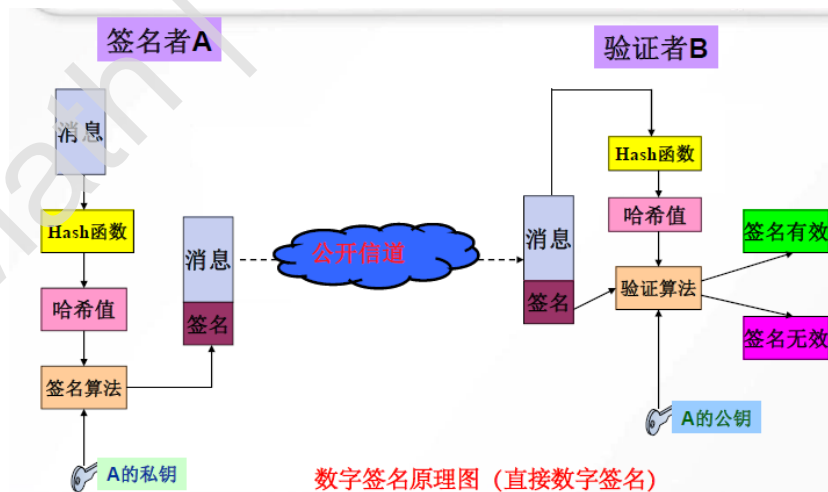 签名者A
验证者B
消息
Hash函数
哈希值
签名算法
A的私钥
消息
签名
公开信道
消息
签名
Hash函数
哈希值
验证算法
A的公钥
签名有效
签名无效
数字签名原理图（直接数字签名）